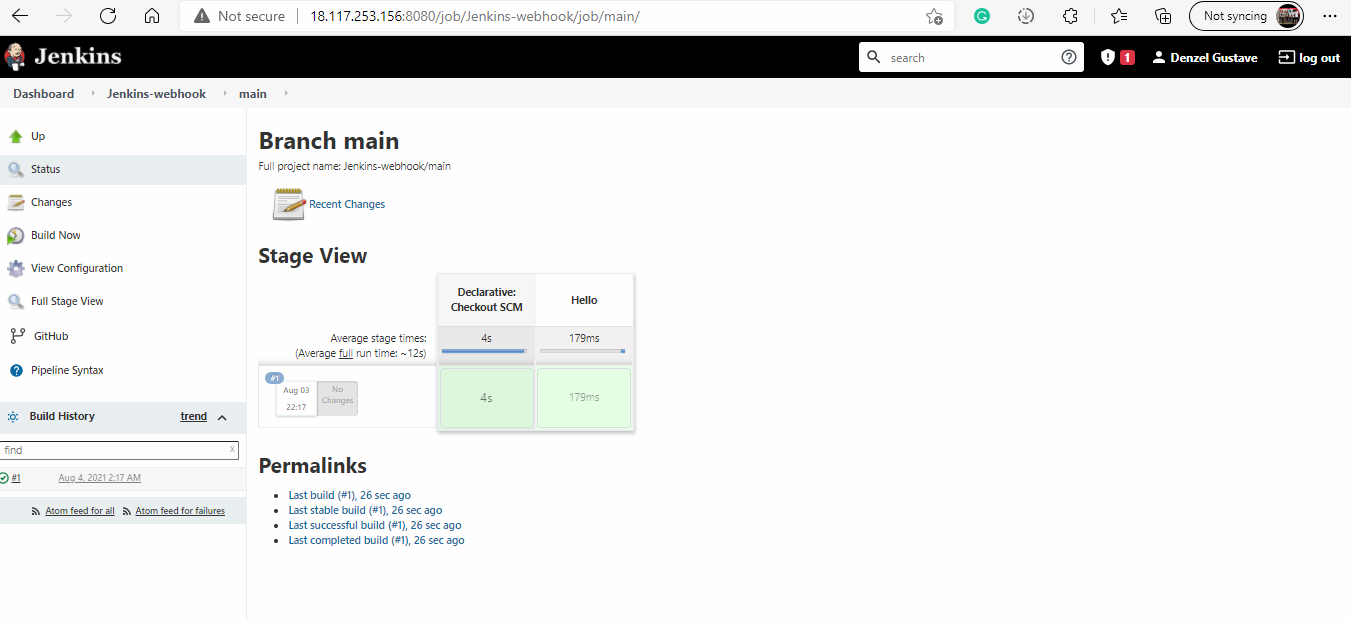 Not secure
18.117.253.156:8080/job/Jenkins-webhook/job/main/
Not syncing
Jenkins
search
1
Denzel Gustave
log out
Dashboard
Jenkins-webhook
main
Up
Status
Changes
Build Now
View Configuration
Full Stage View
GitHub
Pipeline Syntax
Build History
trend
find
x
#1
Aug 4, 2021 2:17 AM
Atom feed for all
Atom feed for failures
Branch main
Full project name: Jenkins-webhook/main
Recent Changes
Stage View
Declarative:
Checkout SCM
Hello
Average stage times:
(Average full run time: ~12s)
4s
179ms
#1
Aug 03
22:17
No
Changes
4s
179ms
Permalinks
Last build (#1), 26 sec ago
Last stable build (#1), 26 sec ago
Last successful build (#1), 26 sec ago
Last completed build (#1), 26 sec ago